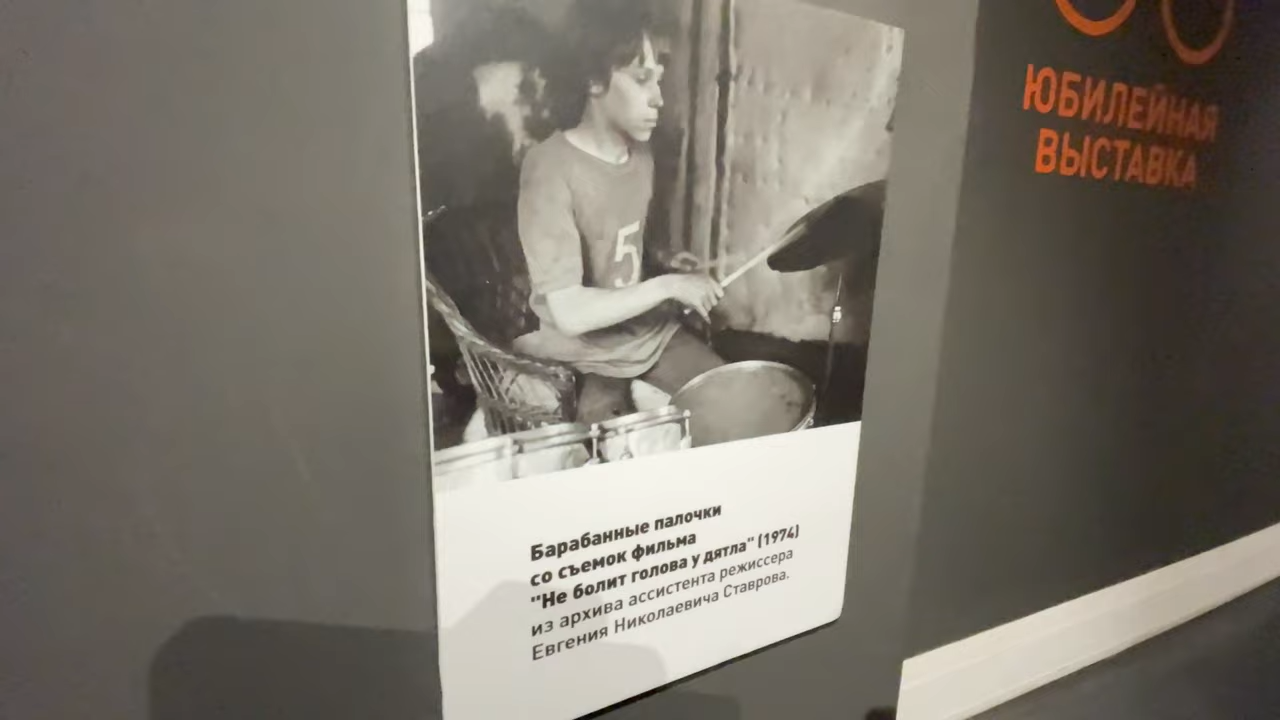 5
Барабанные палочки
со съемок фильма
"Не болит голова у дятла" (1974)
из архива ассистента режиссера
Евгения Николаевича Ставрова.
ЮБИЛЕЙНАЯ
ВЫСТАВКА